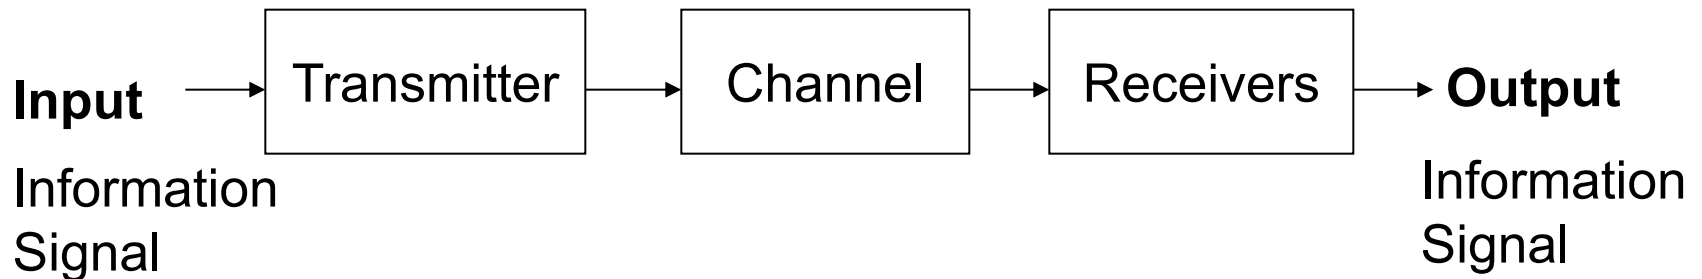 Input
Information
Signal
Transmitter
Channel
Receivers
Output
Information
Signal